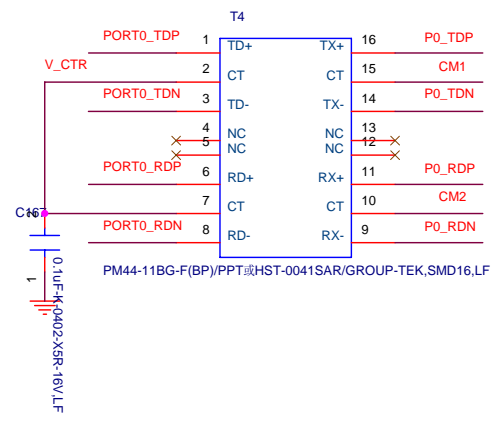 T4
PORT0_TDP 1 TD+ TX+ 16 P0_TDP
V_CTR 2 CT CT 15 CM1
PORT0_TDN 3 TD- TX- 14 P0_TDN
4 NC NC 13
5 NC NC 12
PORT0_RDP 6 RD+ RX+ 11 P0_RDP
7 CT CT 10 CM2
PORT0_RDN 8 RD- RX- 9 P0_RDN
PM44-11BG-F(BP)/PPT或HST-0041SAR/GROUP-TEK,SMD16,LF
C167
2
1
0.1uF-K-0402-X5R-16V,LF